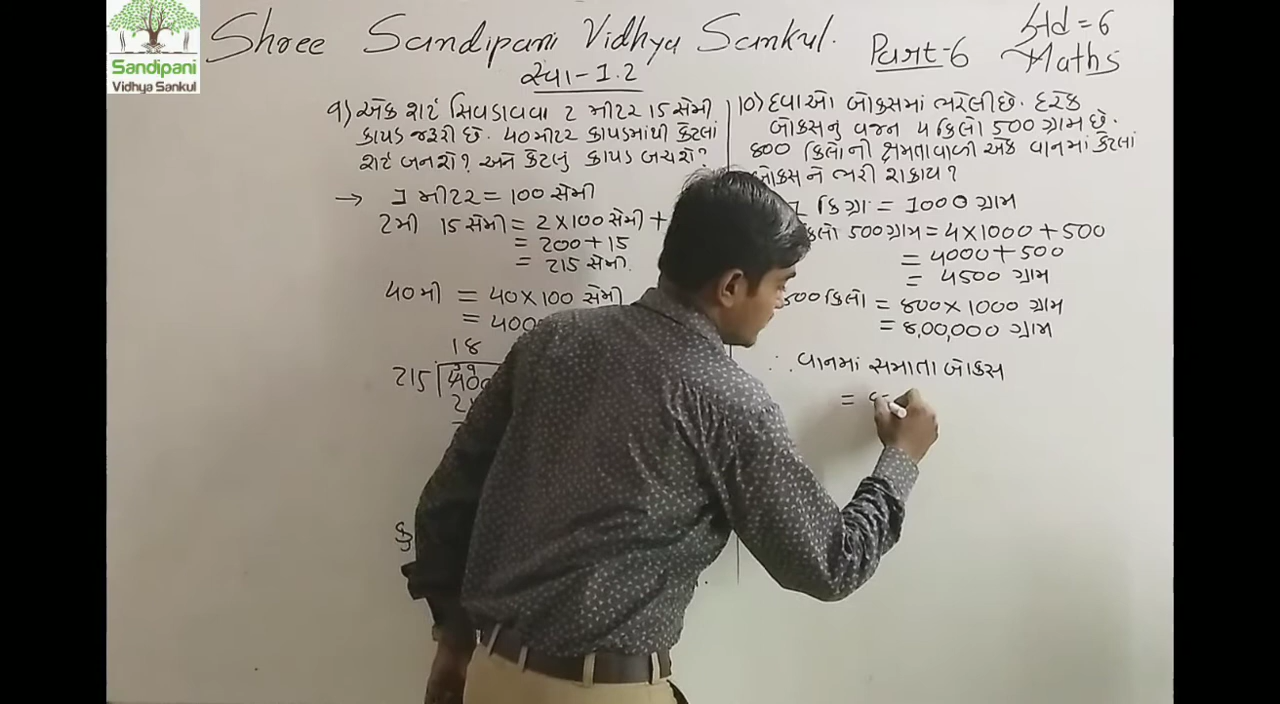 Sandipani
Vidhya Sankul
Shree Sandipani Vidhya Sankul.
Part-6
Std = 6
Maths
સ્વા-1.2
9) એક શર્ટ સિવડાવવા 2 મીટર 15 સેમી
કાપડ જરૂરી છે. 40 મીટર કાપડમાંથી કેટલાં
શર્ટ બનશે? અને કેટલું કાપડ બચશે?
→ 1 મીટર = 100 સેમી
2મી 15 સેમી = 2 X 100 સેમી +
= 200 + 15
= 215 સેમી.
40 મી = 40 X 100 સેમી
= 400
18
215
10) દવાઓ બોક્સમાં ભરેલી છે. દરેક
બોક્સનું વજન 4 કિલો 500 ગ્રામ છે.
800 કિલોની ક્ષમતાવાળી એક વાનમાં કેટલાં
બોક્સ ને ભરી શકાય?
1 કિગ્રા = 1000 ગ્રામ
કિલો 500 ગ્રામ = 4 X 1000 + 500
= 4000 + 500
= 4500 ગ્રામ
800 કિલો = 800 X 1000 ગ્રામ
= 8,00,000 ગ્રામ
∴ વાનમાં સમાતા બોક્સ
=